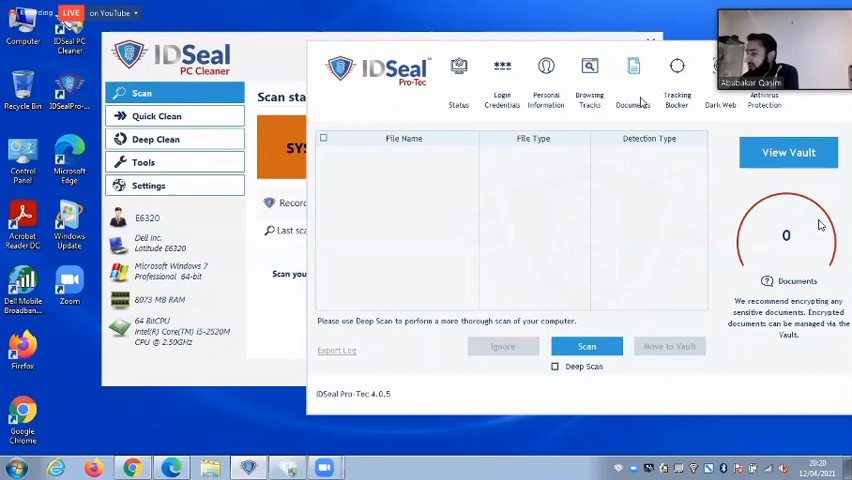 Recording
LIVE
on YouTube
Computer
IDSeal PC
Cleaner
Recycle Bin
IDSealPro-...
Control
Panel
Microsoft
Edge
Acrobat
Reader DC
Windows
Update
Dell Mobile
Broadban...
Zoom
Firefox
Google
Chrome
IDSeal
PC Cleaner
Scan
Quick Clean
Deep Clean
Tools
Settings
E6320
Dell Inc.
Latitude E6320
Microsoft Windows 7
Professional 64-bit
8073 MB RAM
64 BitCPU
Intel(R) Core(TM) i5-2520M
CPU @ 2.50GHz
Scan sta
SYS
Record
Last sca
Scan you
IDSeal™
Pro-Tec
Status
Login
Credentials
Personal
Information
Browsing
Tracks
Documents
Tracking
Blocker
Dark Web
Antivirus
Protection
Ababakar Qasim
File Name
File Type
Detection Type
View Vault
0
Documents
We recommend encrypting any
sensitive documents. Encrypted
documents can be managed via the
Vault.
Please use Deep Scan to perform a more thorough scan of your computer.
Export Log
Ignore
Scan
Move to Vault
Deep Scan
IDSeal Pro-Tec 4.0.5
20:20
12/04/2021